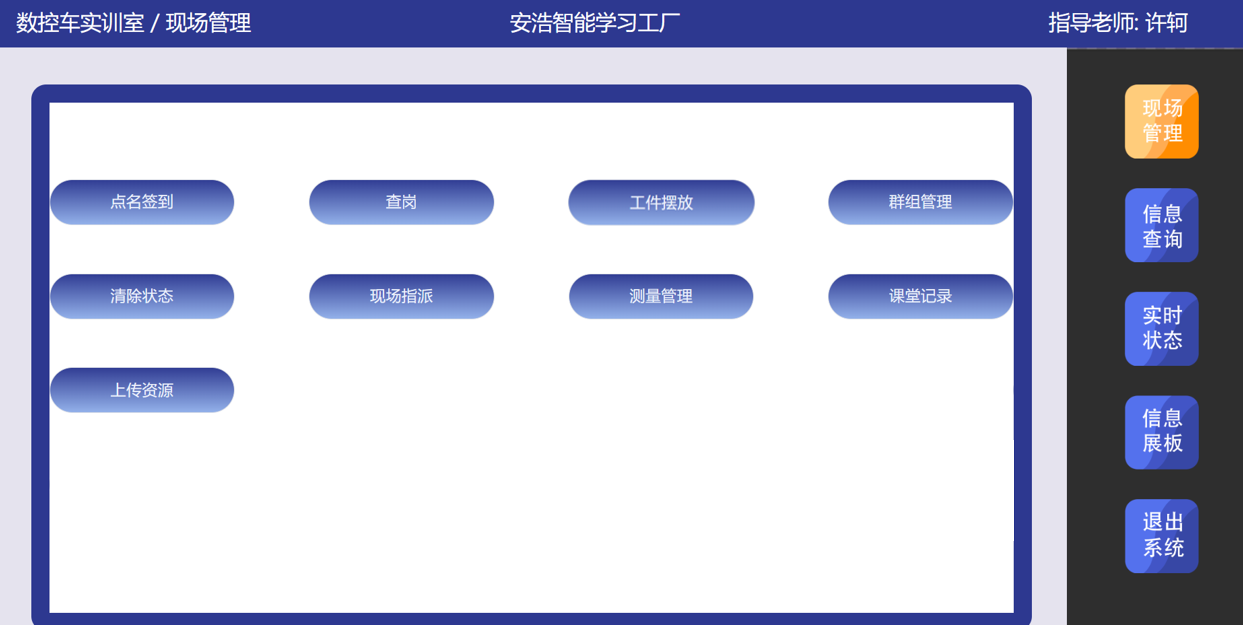 数控车实训室 / 现场管理
安浩智能学习工厂
指导老师: 许轲
点名签到
查岗
工件摆放
群组管理
清除状态
现场指派
测量管理
课堂记录
上传资源
现场
管理
信息
查询
实时
状态
信息
展板
退出
系统